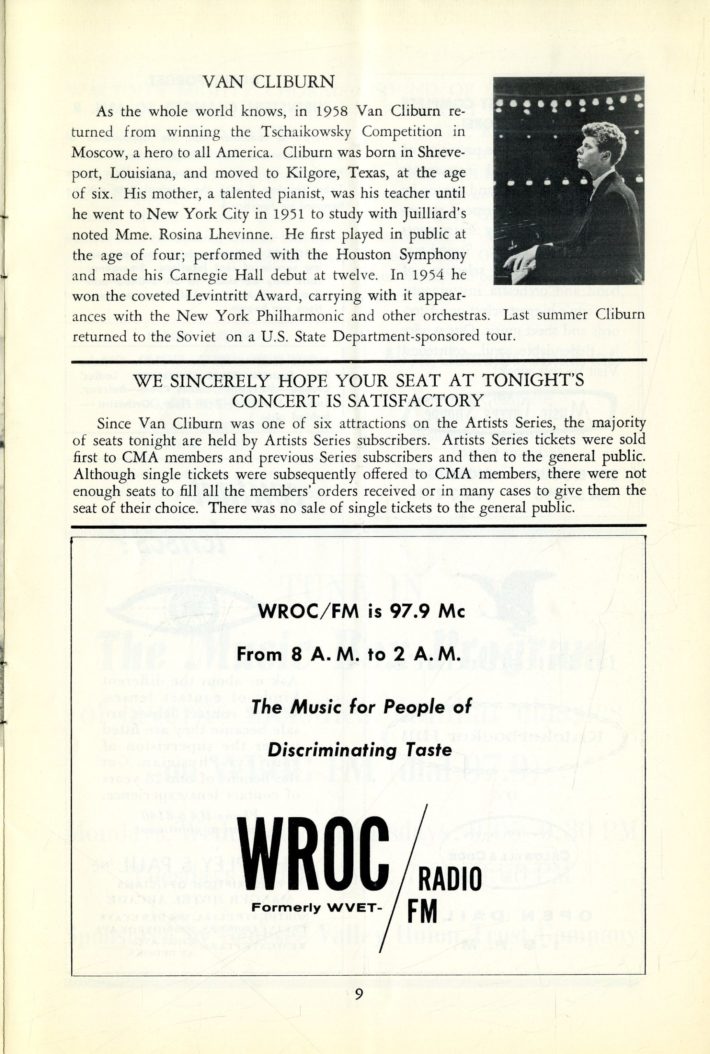 VAN CLIBURN
As the whole world knows, in 1958 Van Cliburn re-
turned from winning the Tschaikowsky Competition in
Moscow, a hero to all America. Cliburn was born in Shreve-
port, Louisiana, and moved to Kilgore, Texas, at the age
of six. His mother, a talented pianist, was his teacher until
he went to New York City in 1951 to study with Juilliard's
noted Mme. Rosina Lhevinne. He first played in public at
the age of four; performed with the Houston Symphony
and made his Carnegie Hall debut at twelve. In 1954 he
won the coveted Levintritt Award, carrying with it appear-
ances with the New York Philharmonic and other orchestras. Last summer Cliburn
returned to the Soviet on a U.S. State Department-sponsored tour.
WE SINCERELY HOPE YOUR SEAT AT TONIGHT'S
CONCERT IS SATISFACTORY
Since Van Cliburn was one of six attractions on the Artists Series, the majority
of seats tonight are held by Artists Series subscribers. Artists Series tickets were sold
first to CMA members and previous Series subscribers and then to the general public.
Although single tickets were subsequently offered to CMA members, there were not
enough seats to fill all the members' orders received or in many cases to give them the
seat of their choice. There was no sale of single tickets to the general public.
WROC/FM is 97.9 Mc
From 8 A.M. to 2 A.M.
The Music for People of
Discriminating Taste
WROC/RADIO
Formerly WVET-FM
9